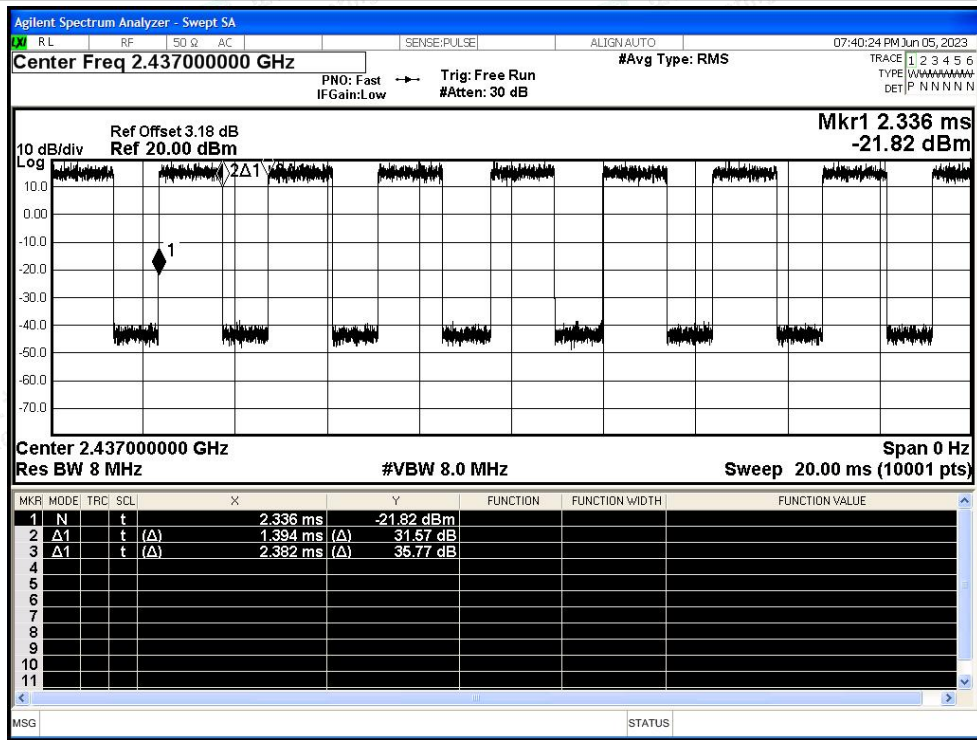 Agilent Spectrum Analyzer - Swept SA
LXI RL RF 50 Ω AC SENSE:PULSE ALIGN AUTO 07:40:24 PM Jun 05, 2023
Center Freq 2.437000000 GHz
PNO: Fast
IFGain:Low
Trig: Free Run
#Atten: 30 dB
#Avg Type: RMS
TRACE 1 2 3 4 5 6
TYPE
DET P N N N N N
Mkr1 2.336 ms
-21.82 dBm
Ref Offset 3.18 dB
10 dB/div Ref 20.00 dBm
Log
2Δ1
10.0
0.00
-10.0
1
-20.0
-30.0
-40.0
-50.0
-60.0
-70.0
Center 2.437000000 GHz Span 0 Hz
Res BW 8 MHz #VBW 8.0 MHz Sweep 20.00 ms (10001 pts)
MKR MODE TRC SCL X Y FUNCTION FUNCTION WIDTH FUNCTION VALUE
1 N t 2.336 ms -21.82 dBm
2 Δ1 t (Δ) 1.394 ms (Δ) 31.57 dB
3 Δ1 t (Δ) 2.382 ms (Δ) 35.77 dB
4
5
6
7
8
9
10
11
MSG STATUS